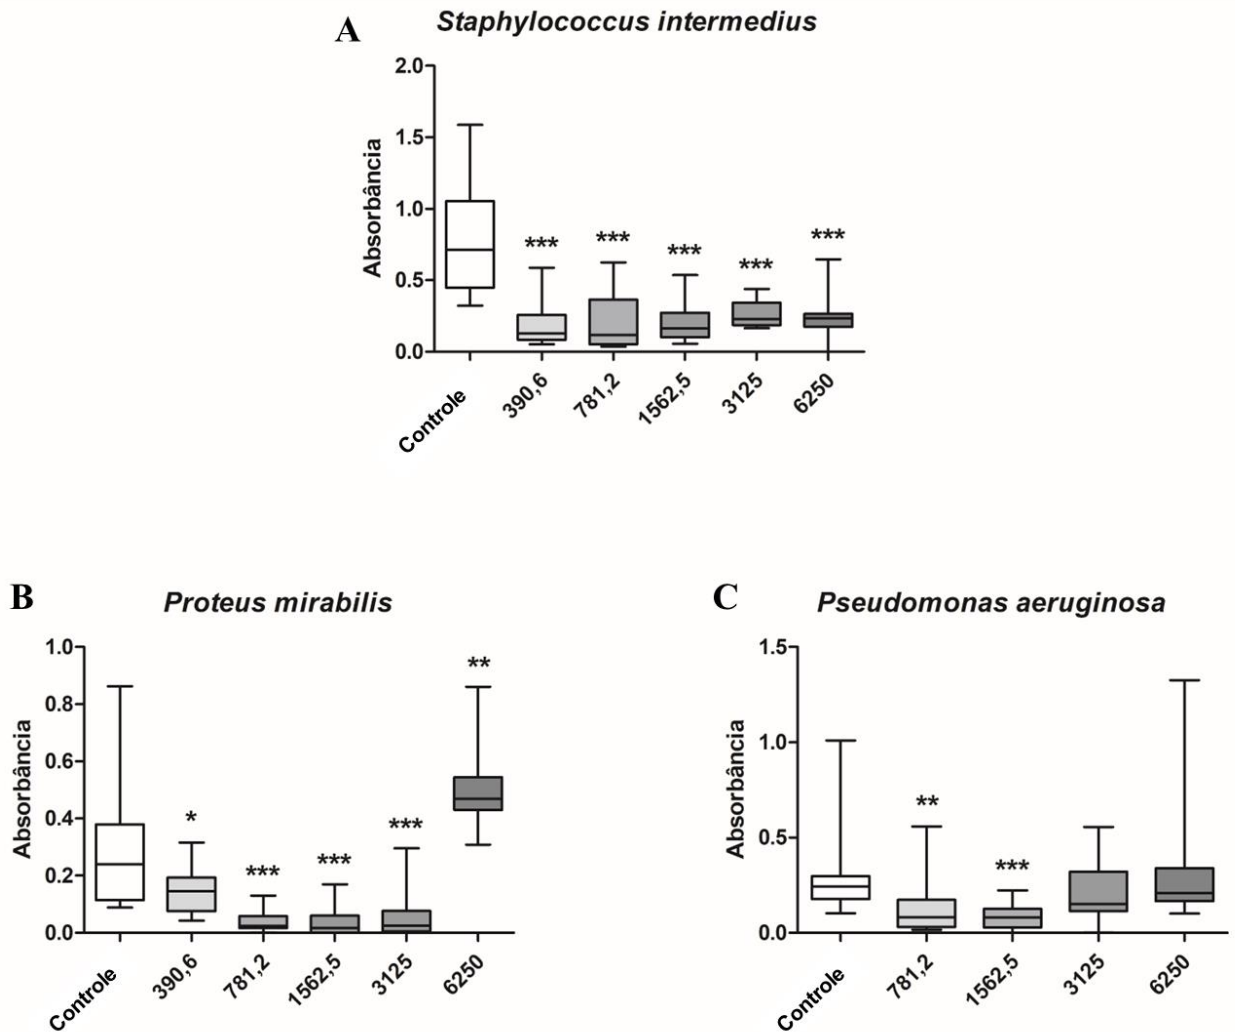 A
Staphylococcus intermedius
Absorbância
2.0
1.5
1.0
0.5
0.0
*** *** *** *** ***
Controle 390,6 781,2 1562,5 3125 6250
B
Proteus mirabilis
Absorbância
1.0
0.8
0.6
0.4
0.2
0.0
* *** *** *** **
Controle 390,6 781,2 1562,5 3125 6250
C
Pseudomonas aeruginosa
Absorbância
1.5
1.0
0.5
0.0
** ***
Controle 781,2 1562,5 3125 6250